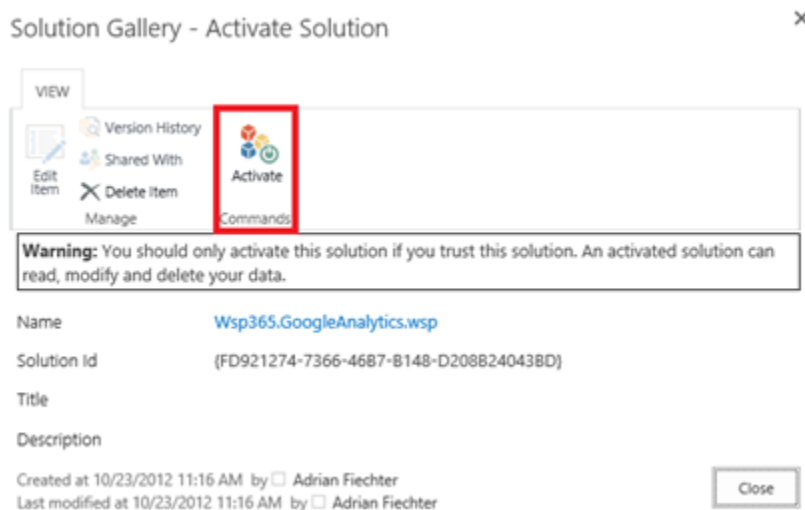 Solution Gallery - Activate Solution
VIEW
Edit
Item
Version History
Shared With
Delete Item
Manage
Activate
Commands
Warning: You should only activate this solution if you trust this solution. An activated solution can
read, modify and delete your data.
Name Wsp365.GoogleAnalytics.wsp
Solution Id {FD921274-7366-46B7-B148-D208B24043BD}
Title
Description
Created at 10/23/2012 11:16 AM by Adrian Fiechter
Last modified at 10/23/2012 11:16 AM by Adrian Fiechter
Close